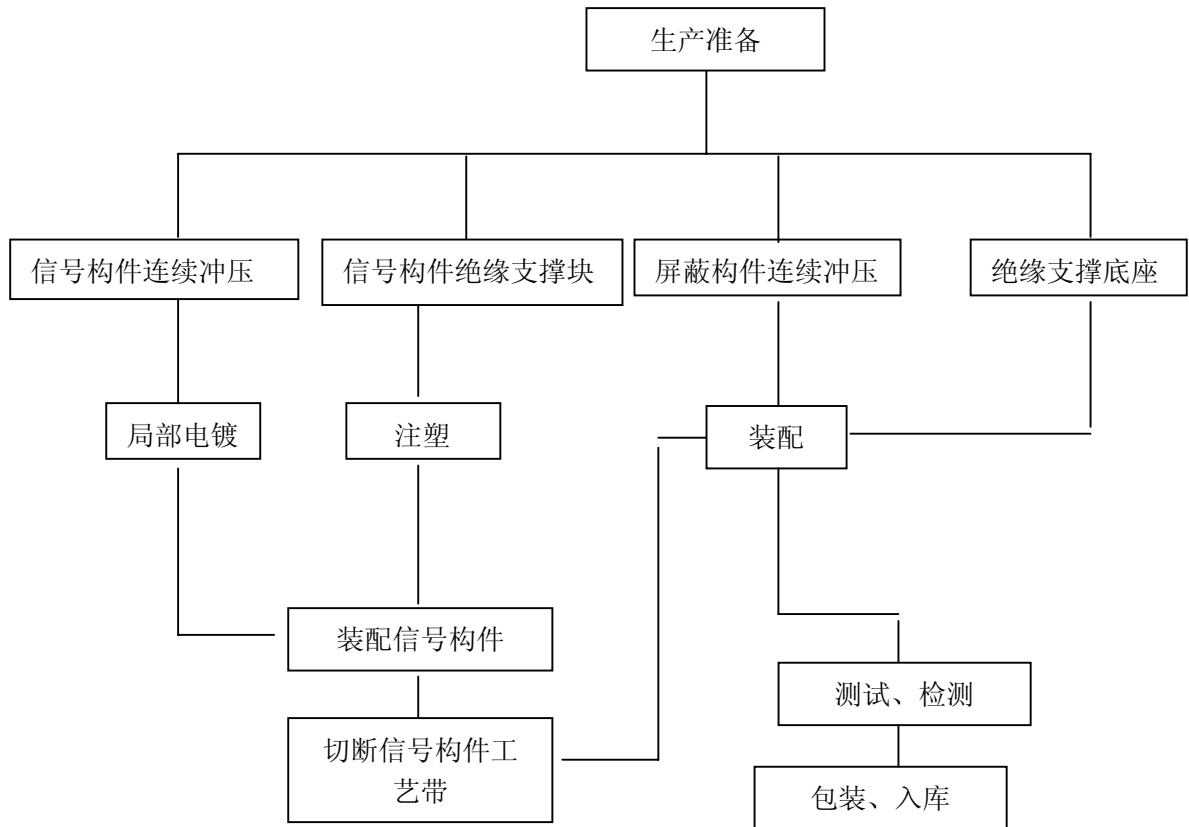 生产准备
信号构件连续冲压
信号构件绝缘支撑块
屏蔽构件连续冲压
绝缘支撑底座
局部电镀
注塑
装配
装配信号构件
测试、检测
切断信号构件工
艺带
包装、入库